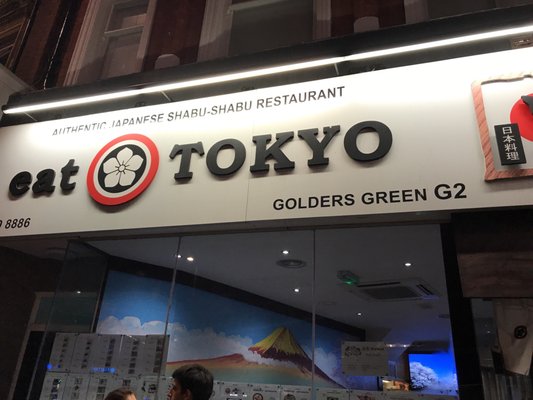 AUTHENTIC JAPANESE SHABU-SHABU RESTAURANT
eat TOKYO
GOLDERS GREEN G2
8886
日本料理